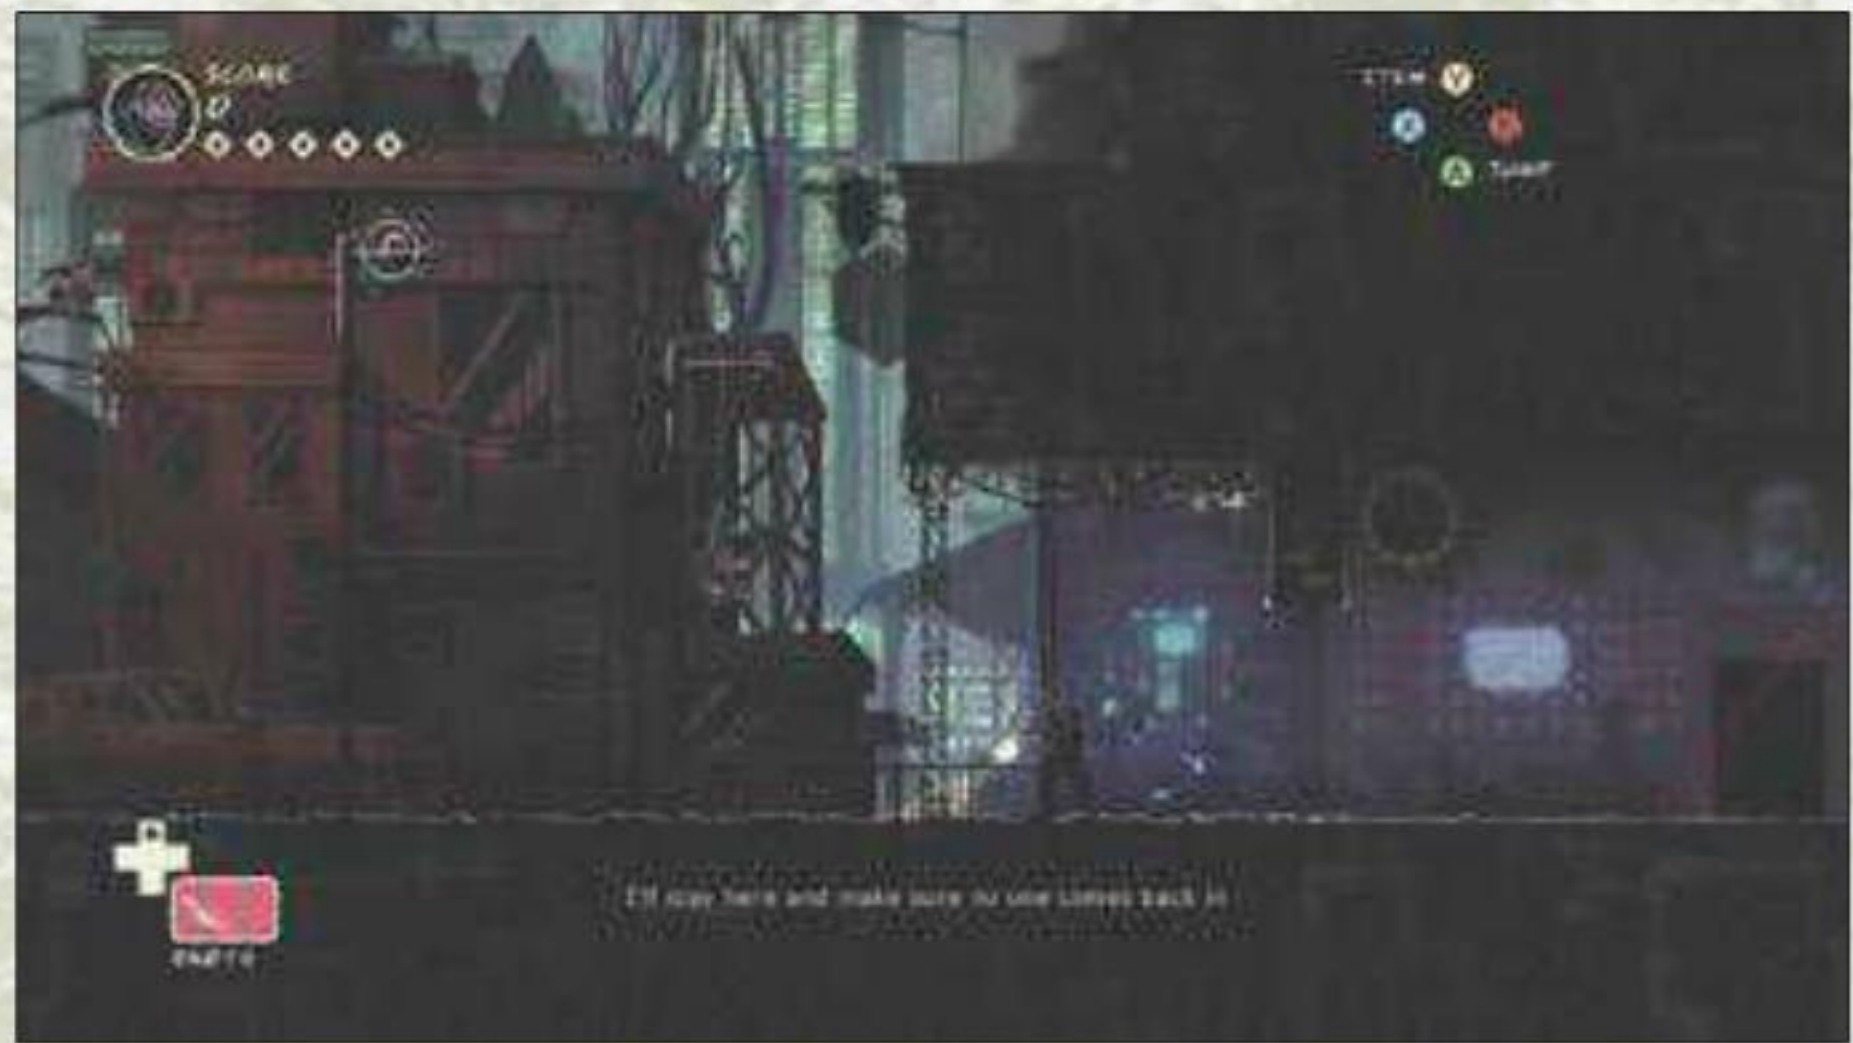 SCORE
0
ITEM Y
A JUMP
I'll stay here and make sure no one comes back in